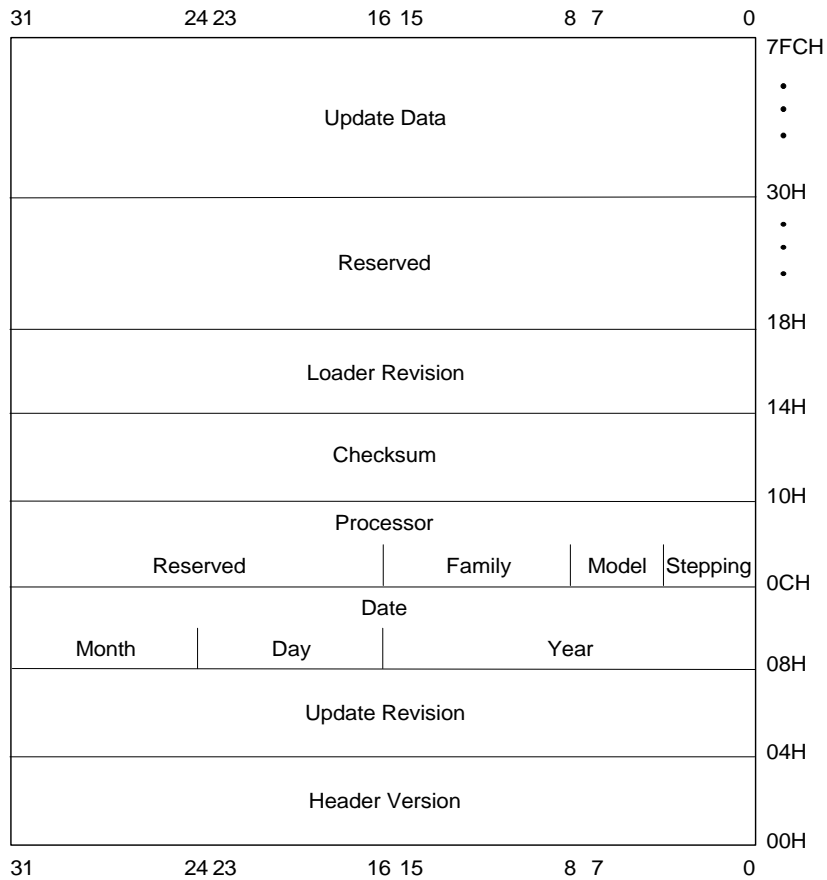 31 24 23 16 15 8 7 0
7FCH
Update Data
30H
Reserved
18H
Loader Revision
14H
Checksum
10H
Processor
Reserved Family Model Stepping
0CH
Date
Month Day Year
08H
Update Revision
04H
Header Version
00H
31 24 23 16 15 8 7 0